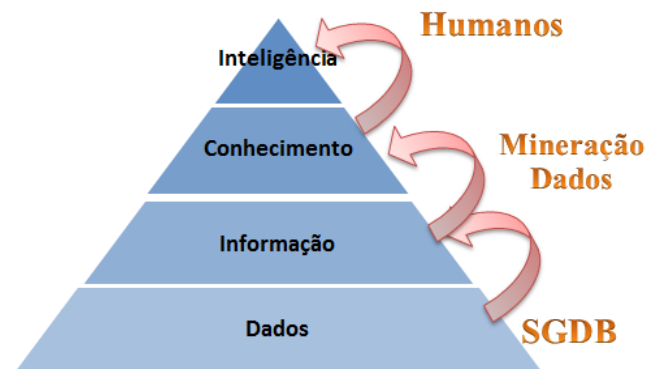 Humanos
Inteligência
Conhecimento
Mineração
Dados
Informação
Dados
SGDB